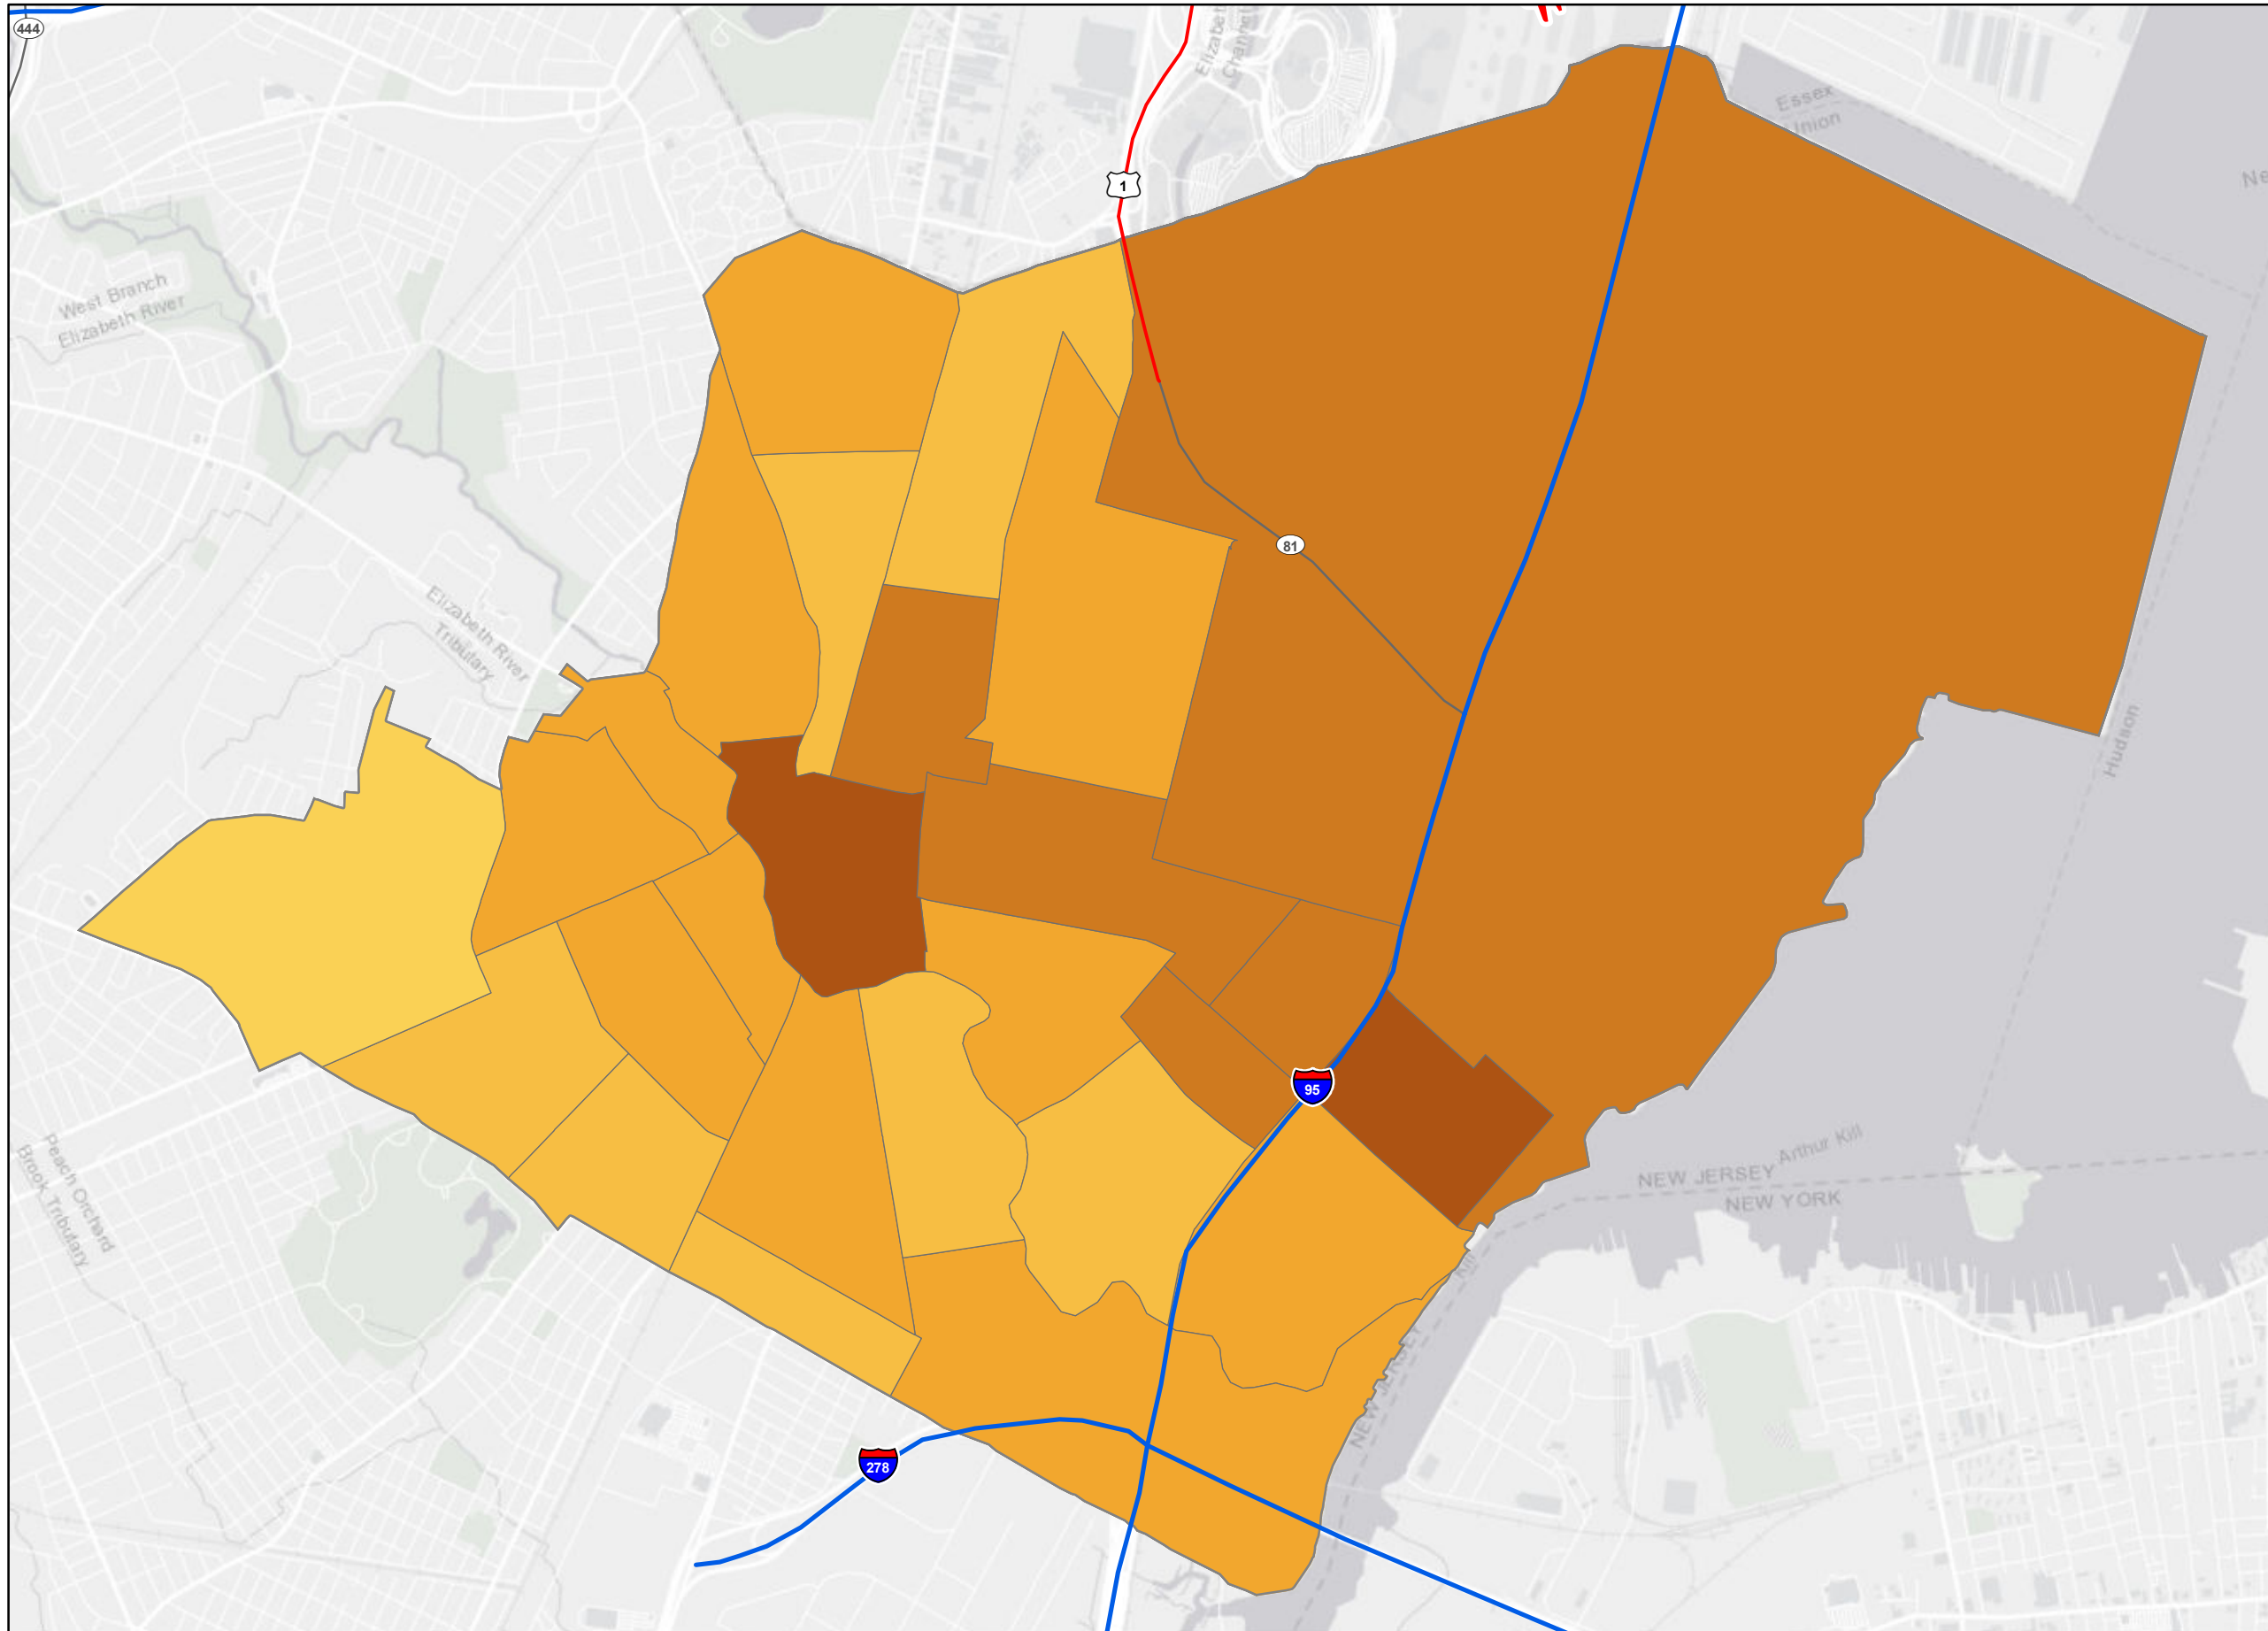 444
Elizabeth
Channel
Essex
Union
Ne
1
West Branch
Elizabeth River
81
Elizabeth River
Tributary
Hudson
95
Arthur Kill
NEW JERSEY
NEW YORK
Peach Orchard
Brook Tributary
Kill
NEW JERSEY
278